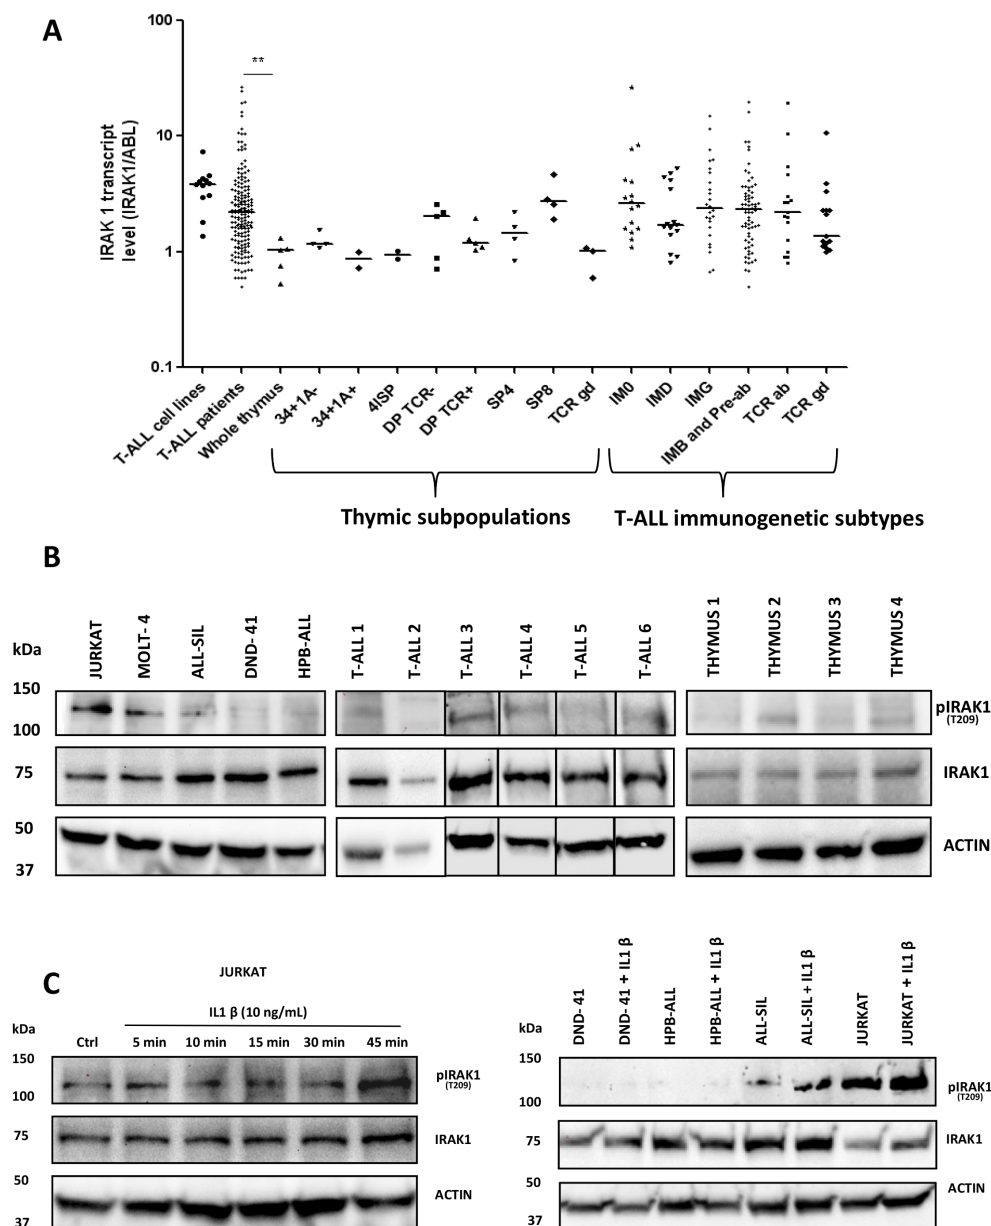 A
100
10
1
0.1
IRAK 1 transcript
level (IRAK1/ABL)
**
T-ALL cell lines
T-ALL patients
Whole thymus
34+1A-
34+1A+
4ISP
DP TCR-
DP TCR+
SP4
SP8
TCR gd
IM0
IMD
IMG
IMB and Pre-ab
TCR ab
TCR gd
Thymic subpopulations
T-ALL immunogenetic subtypes
B
kDa
JURKAT
MOLT- 4
ALL-SIL
DND- 41
HPB-ALL
T-ALL 1
T-ALL 2
T-ALL 3
T-ALL 4
T-ALL 5
T-ALL 6
THYMUS 1
THYMUS 2
THYMUS 3
THYMUS 4
150
100
pIRAK1
(T209)
75
IRAK1
50
37
ACTIN
C
JURKAT
IL1 β (10 ng/mL)
kDa
Ctrl
5 min
10 min
15 min
30 min
45 min
150
100
pIRAK1
(T209)
75
IRAK1
50
37
ACTIN
kDa
DND- 41
DND- 41 + IL1 β
HPB-ALL
HPB-ALL + IL1 β
ALL-SIL
ALL-SIL + IL1 β
JURKAT
JURKAT + IL1 β
150
100
pIRAK1
(T209)
75
IRAK1
50
37
ACTIN